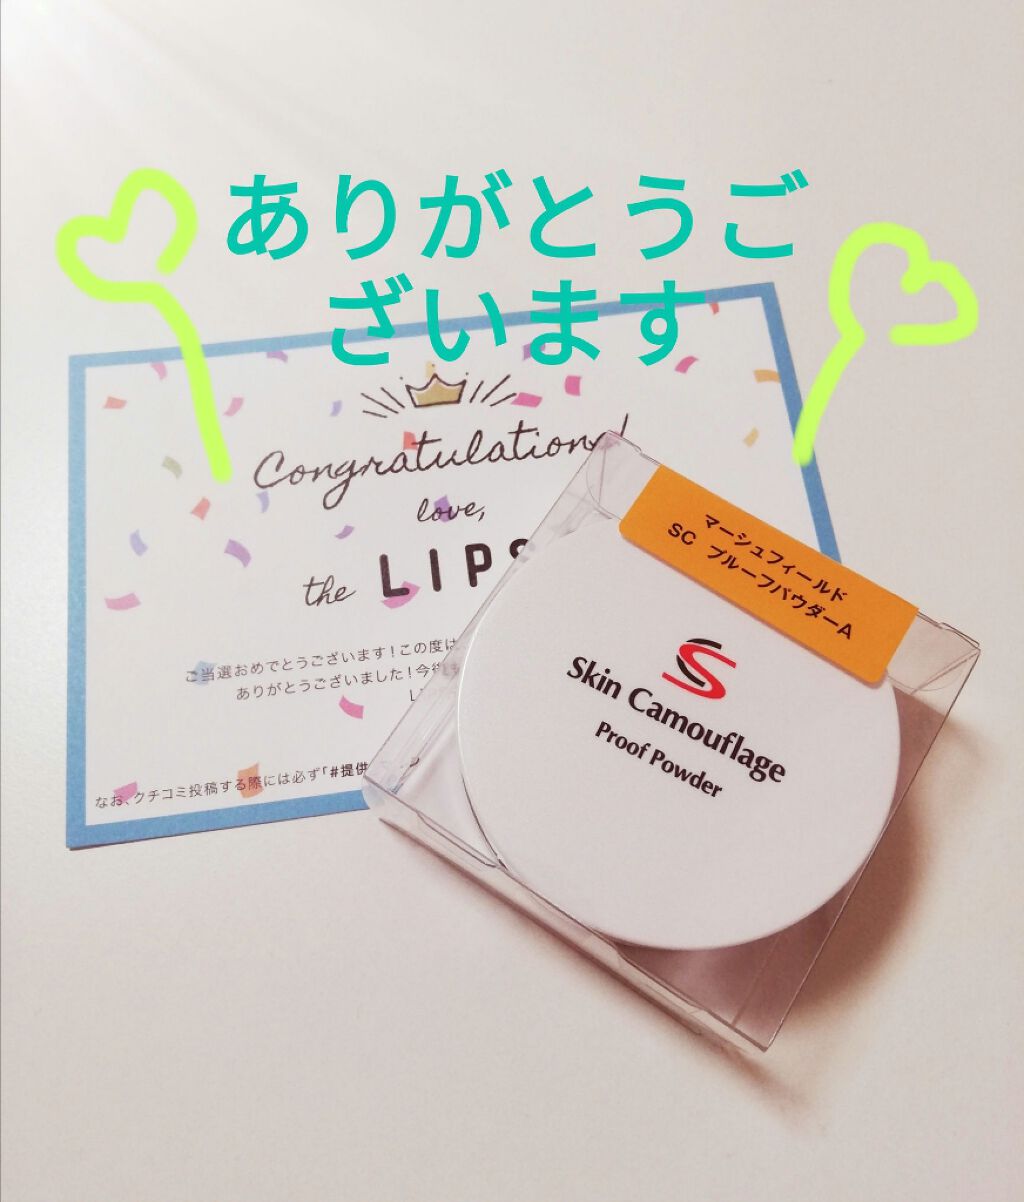 ありがとうご
ざいます
Congratulation
love,
the LIPS
ご当選おめでとうございます！この度は
ありがとうございました！今後も
なお、クチコミ投稿する際には必ず「#提供
マーシュフィールド
SC プルーフパウダーA
Skin Camouflage
Proof Powder